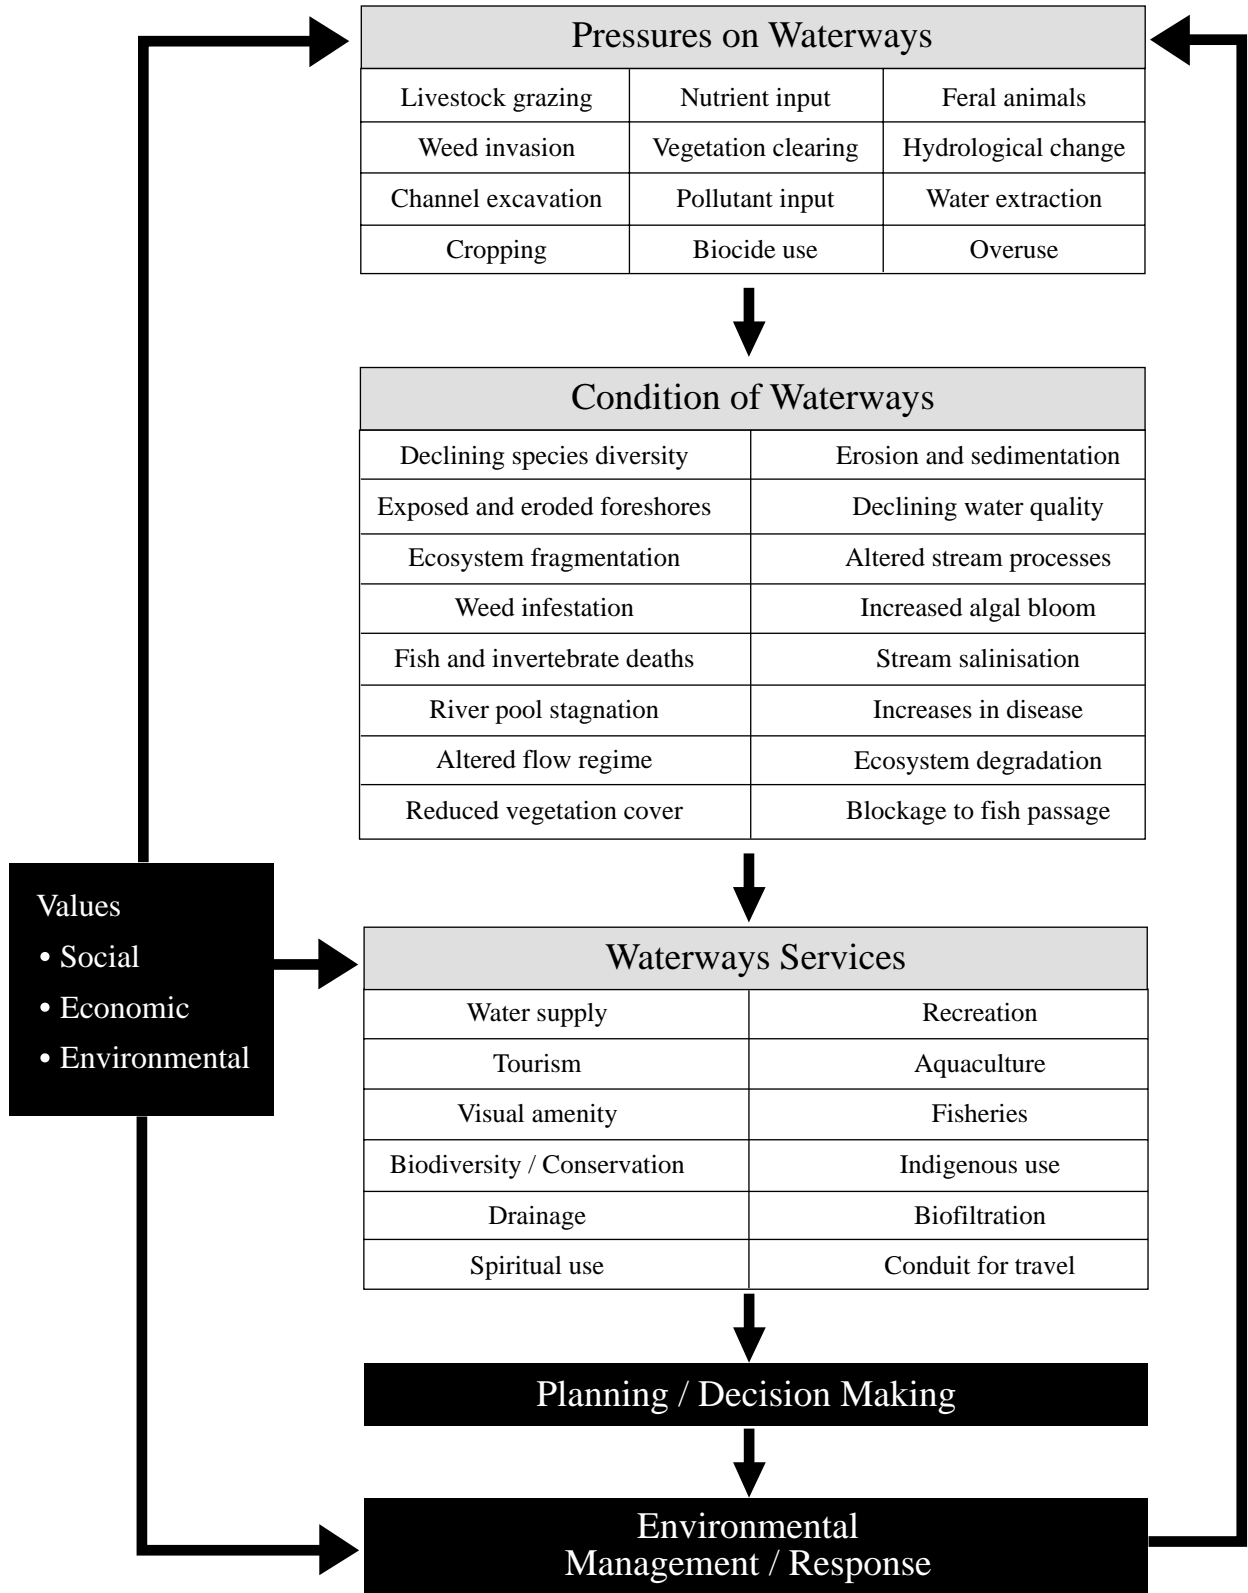 Pressures on Waterways
Livestock grazing Nutrient input Feral animals
Weed invasion Vegetation clearing Hydrological change
Channel excavation Pollutant input Water extraction
Cropping Biocide use Overuse
Condition of Waterways
Declining species diversity Erosion and sedimentation
Exposed and eroded foreshores Declining water quality
Ecosystem fragmentation Altered stream processes
Weed infestation Increased algal bloom
Fish and invertebrate deaths Stream salinisation
River pool stagnation Increases in disease
Altered flow regime Ecosystem degradation
Reduced vegetation cover Blockage to fish passage
Values
• Social
• Economic
• Environmental
Waterways Services
Water supply Recreation
Tourism Aquaculture
Visual amenity Fisheries
Biodiversity / Conservation Indigenous use
Drainage Biofiltration
Spiritual use Conduit for travel
Planning / Decision Making
Environmental
Management / Response